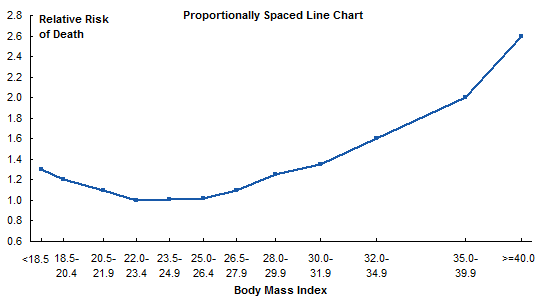 Proportionally Spaced Line Chart
Relative Risk
of Death
2.8
2.6
2.4
2.2
2.0
1.8
1.6
1.4
1.2
1.0
0.8
0.6
<18.5 18.5- 20.5- 22.0- 23.5- 25.0- 26.5- 28.0- 30.0- 32.0- 35.0- >=40.0
20.4 21.9 23.4 24.9 26.4 27.9 29.9 31.9 34.9 39.9
Body Mass Index